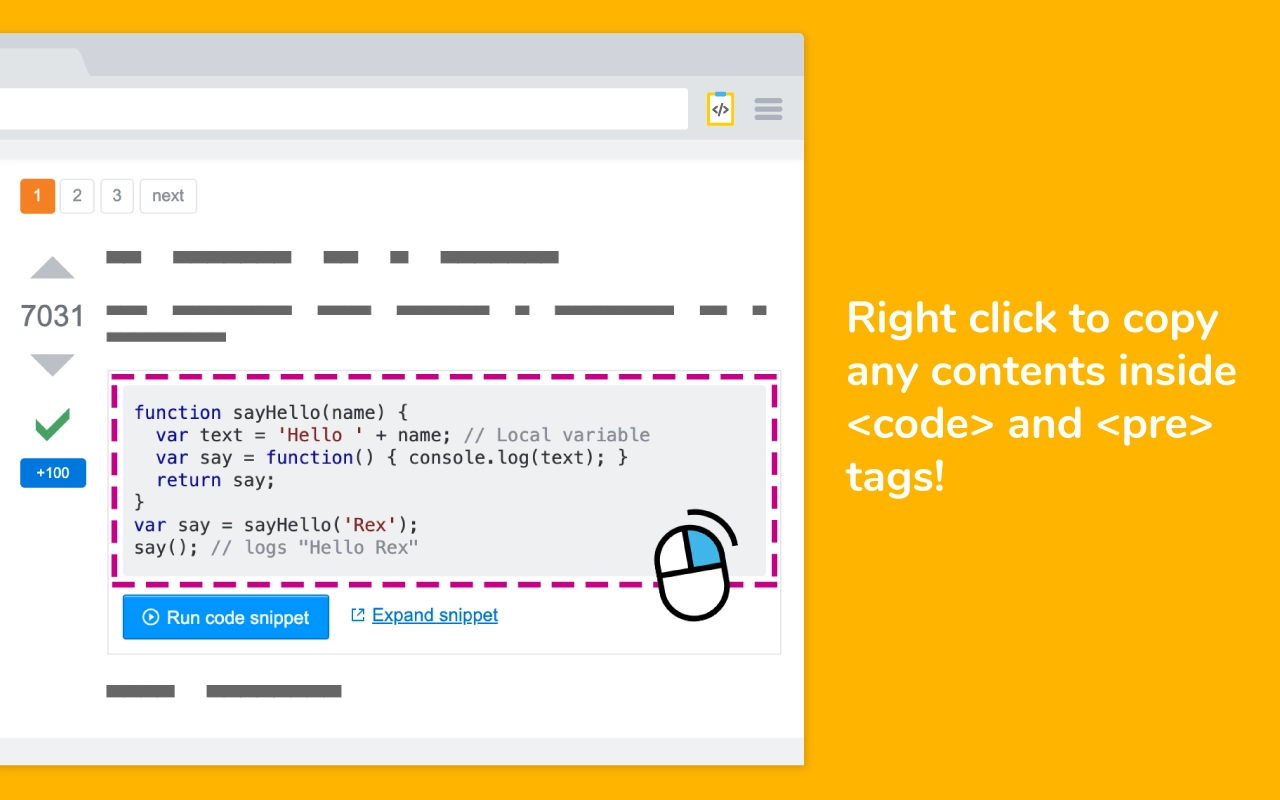 </>
1 2 3 next
7031
+100
function sayHello(name) {
  var text = 'Hello ' + name; // Local variable
  var say = function() { console.log(text); }
  return say;
}
var say = sayHello('Rex');
say(); // logs "Hello Rex"
Run code snippet Expand snippet
Right click to copy
any contents inside
<code> and <pre>
tags!